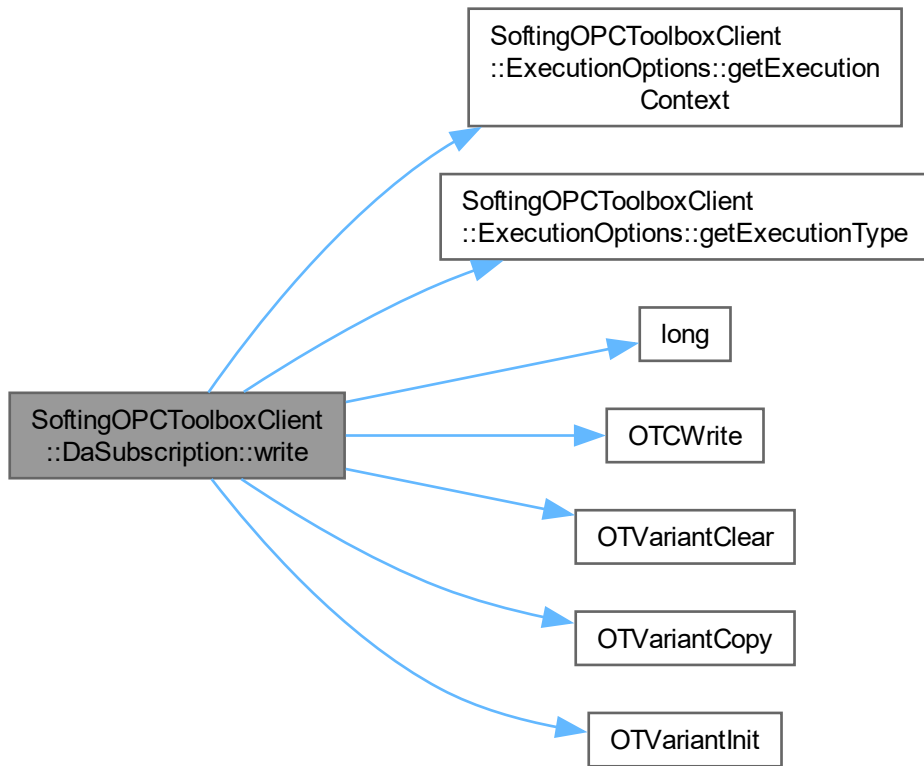 SoftingOPCToolboxClient
::ExecutionOptions::getExecution
Context
SoftingOPCToolboxClient
::ExecutionOptions::getExecutionType
long
SoftingOPCToolboxClient
::DaSubscription::write
OTCWrite
OTVariantClear
OTVariantCopy
OTVariantInit